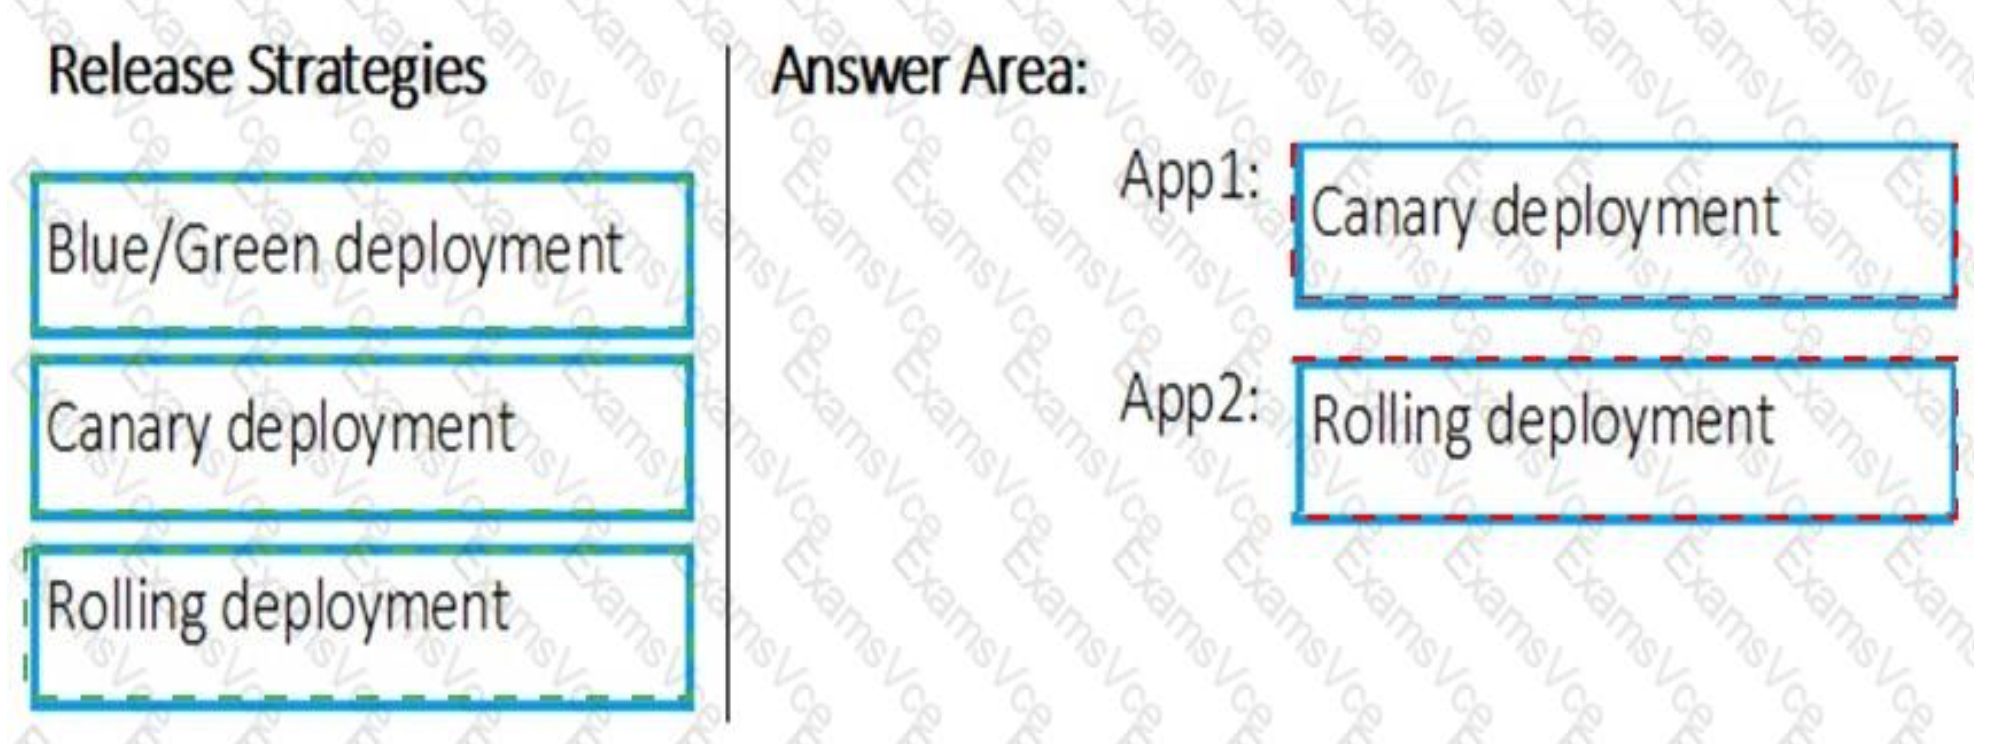 Release Strategies
Blue/Green deployment
Canary deployment
Rolling deployment
Answer Area:
App1: Canary deployment
App2: Rolling deployment
ExamsVce